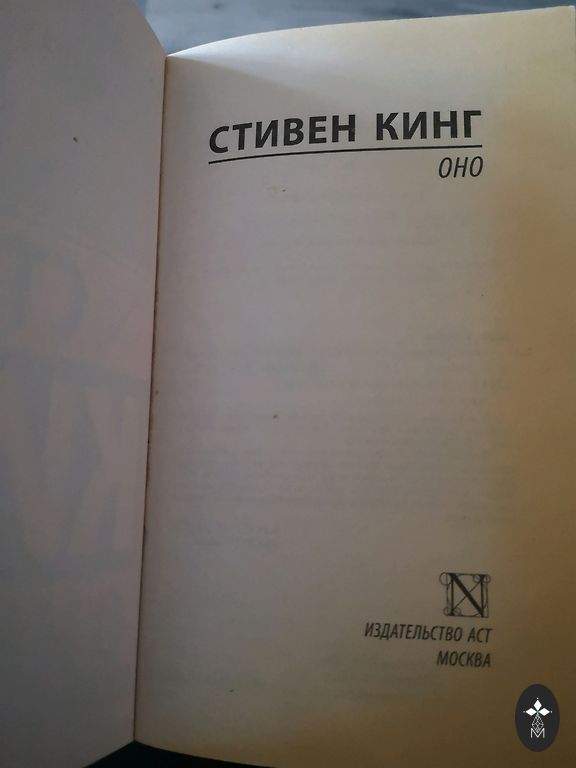 СТИВЕН КИНГ
ОНО
N
ИЗДАТЕЛЬСТВО АСТ
МОСКВА
M